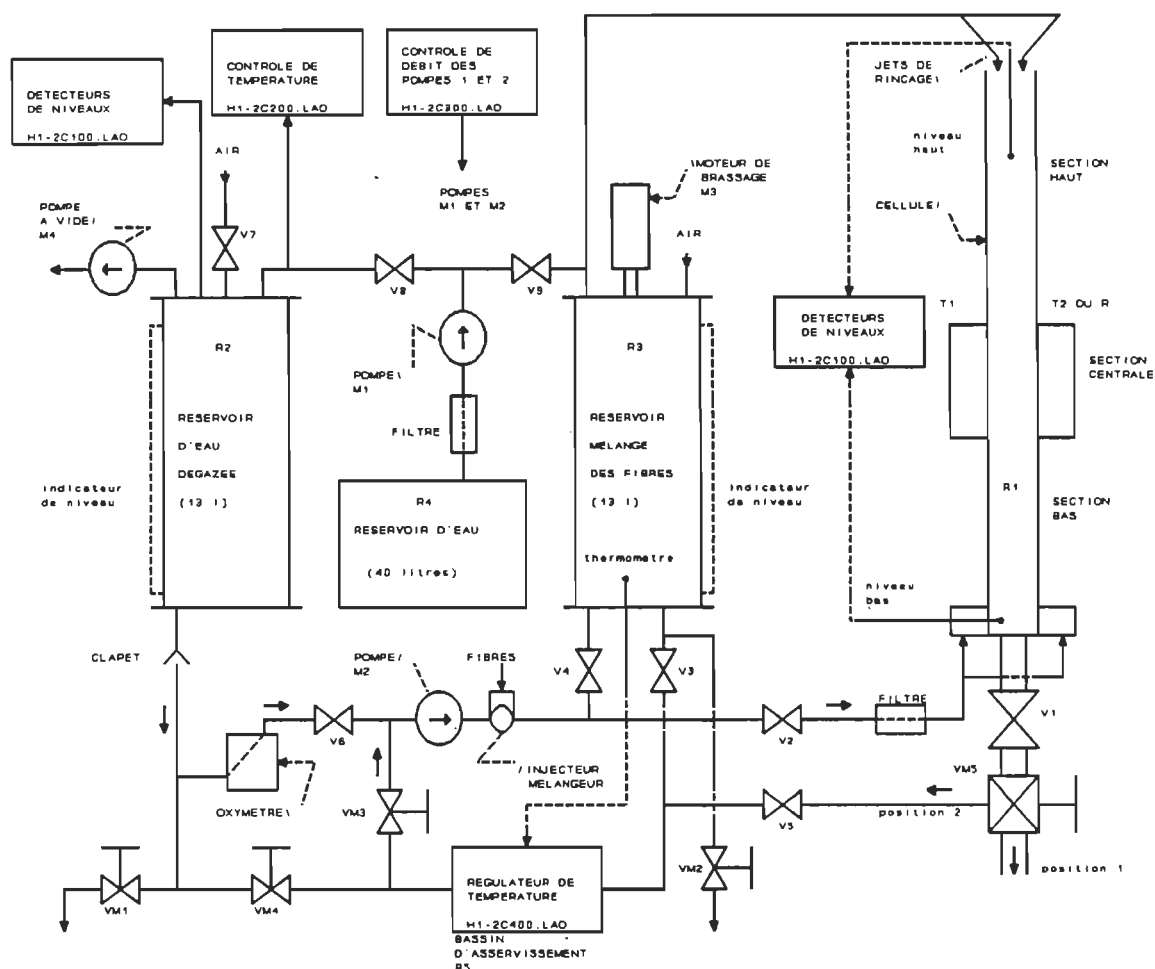 DETECTEURS
DE NIVEAUX
H1-2C100.LAO
CONTROLE DE
TEMPERATURE
H1-2C200.LAO
CONTROLE DE
DEBIT DES
POMPES 1 ET 2
H1-2C300.LAO
JETS DE
RINCAGE\
niveau
haut
SECTION
HAUT
AIR
POMPES
M1 ET M2
\MOTEUR DE
BRASSAGE
M3
AIR
CELLULE/
POMPE
A VIDE/
M4
V7
V8
V9
DETECTEURS
DE NIVEAUX
H1-2C100.LAO
T1
T2 OU R
SECTION
CENTRALE
R2
RESERVOIR
D'EAU
DEGAZEE
(13 l)
POMPE\
M1
FILTRE
R3
RESERVOIR
MELANGE
DES FIBRES
(13 l)
thermometre
indicateur
de niveau
R4
RESERVOIR D'EAU
(40 litres)
indicateur
de niveau
R1
SECTION
BAS
niveau
bas
CLAPET
POMPE/
M2
FIBRES
V4
V3
FILTRE
V1
V6
V2
OXYMETRE\
/INJECTEUR
MELANGEUR
VM3
VM5
V5
position 2
position 1
VM1
VM4
REGULATEUR DE
TEMPERATURE
H1-2C400.LAO
BASSIN
D'ASSERVISSEMENT
R5
VM2